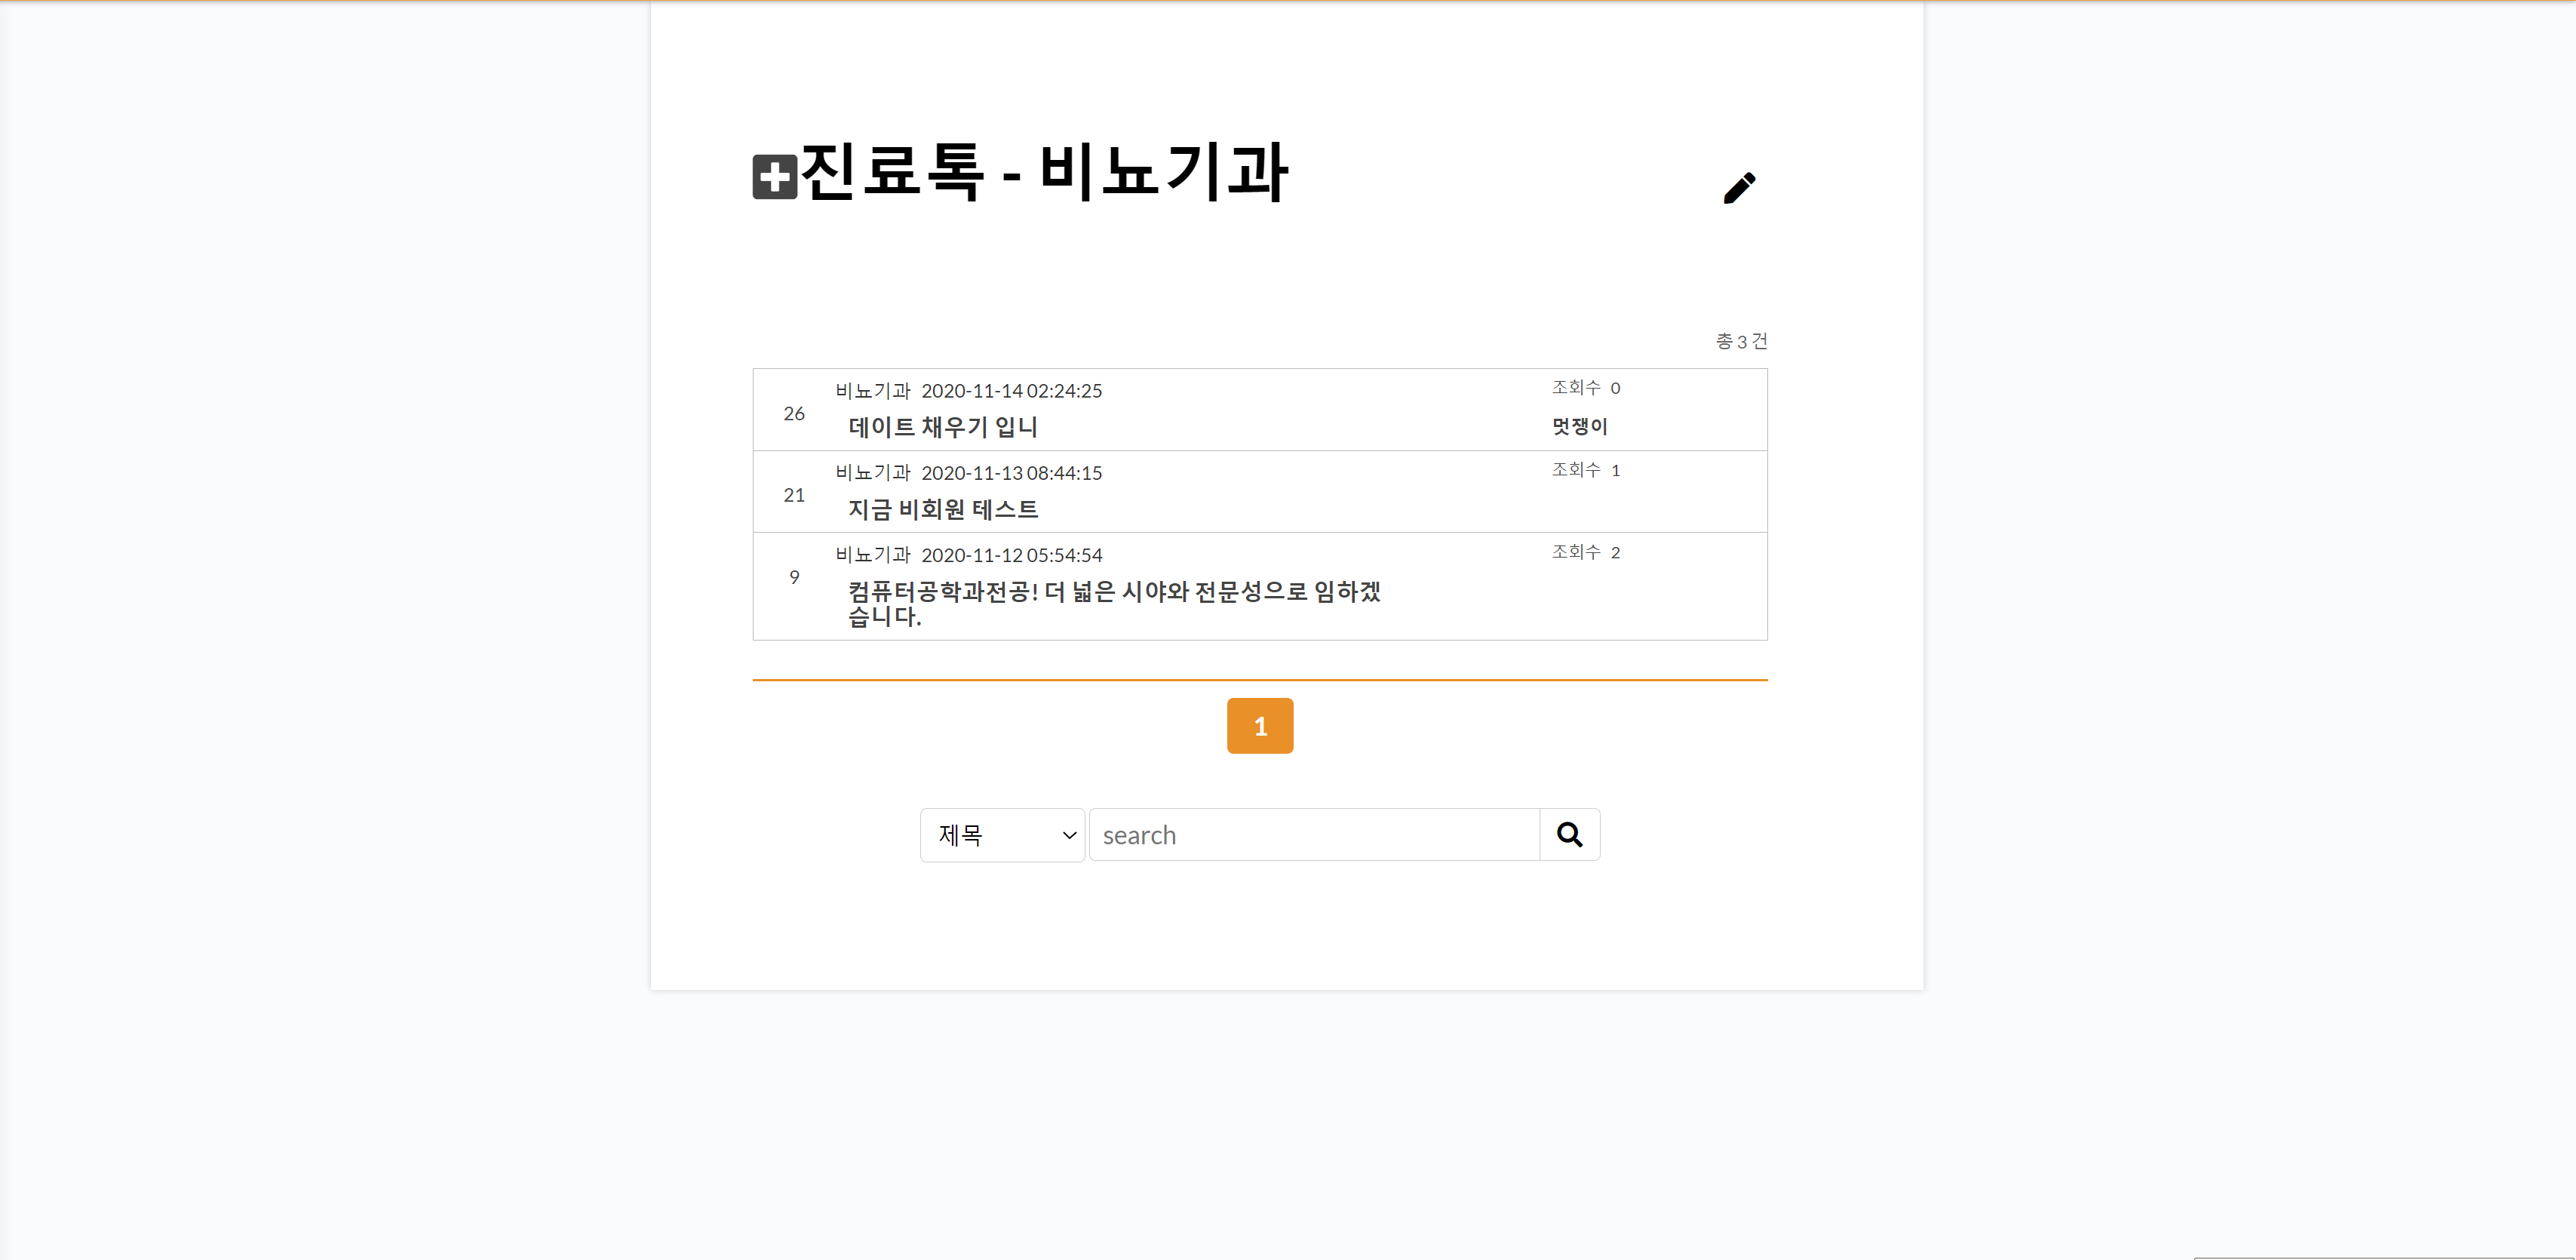 진료톡 - 비뇨기과
총 3 건
26 비뇨기과 2020-11-14 02:24:25 조회수 0
데이트 채우기 입니 멋쟁이
21 비뇨기과 2020-11-13 08:44:15 조회수 1
지금 비회원 테스트
9 비뇨기과 2020-11-12 05:54:54 조회수 2
컴퓨터공학과전공! 더 넓은 시야와 전문성으로 임하겠
습니다.
1
제목 search